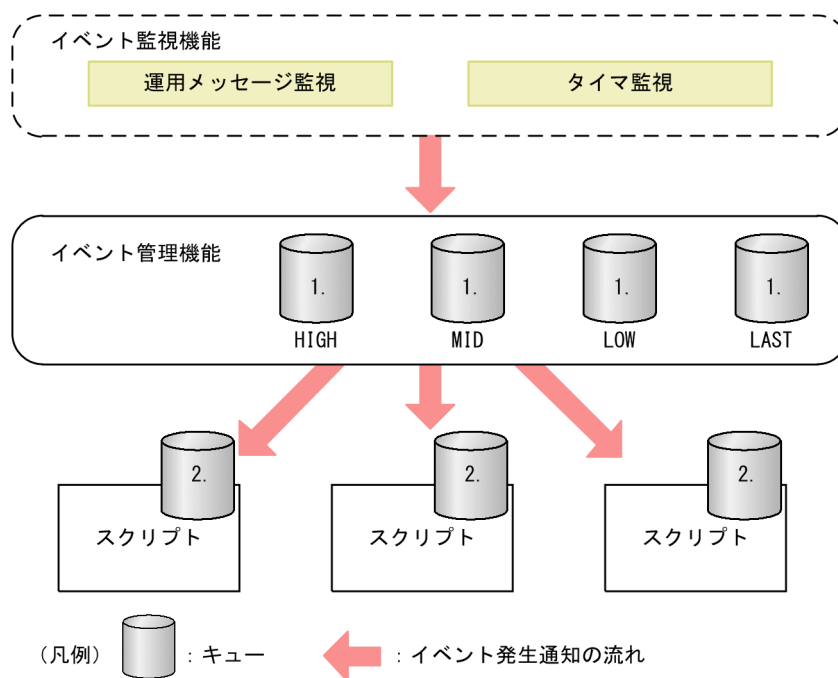 イベント監視機能
運用メッセージ監視 タイマ監視
イベント管理機能
1. 1. 1. 1.
HIGH MID LOW LAST
2. 2. 2.
スクリプト スクリプト スクリプト
(凡例) :キュー :イベント発生通知の流れ